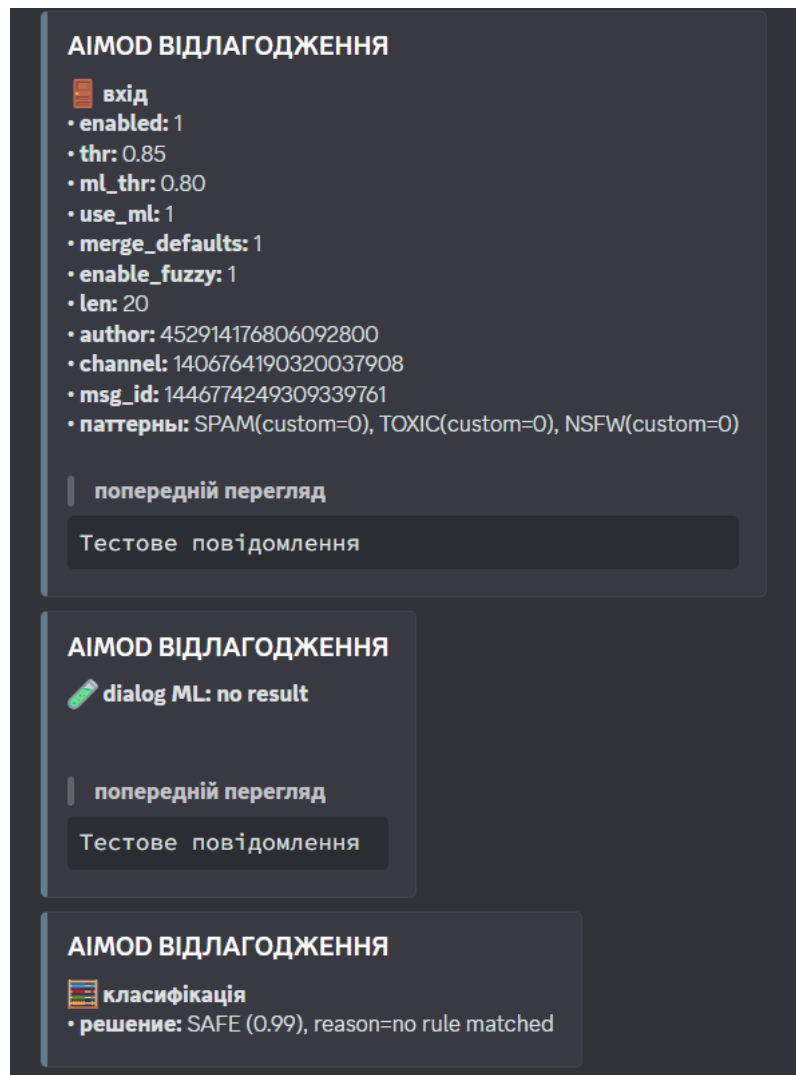 AIMOD ВІДЛАГОДЖЕННЯ
🚪 вхід
• enabled: 1
• thr: 0.85
• ml_thr: 0.80
• use_ml: 1
• merge_defaults: 1
• enable_fuzzy: 1
• len: 20
• author: 452914176806092800
• channel: 1406764190320037908
• msg_id: 1446774249309339761
• паттерны: SPAM(custom=0), TOXIC(custom=0), NSFW(custom=0)
попередній перегляд
Тестове повідомлення
AIMOD ВІДЛАГОДЖЕННЯ
🧪 dialog ML: no result
попередній перегляд
Тестове повідомлення
AIMOD ВІДЛАГОДЖЕННЯ
🧮 класифікація
• решение: SAFE (0.99), reason=no rule matched